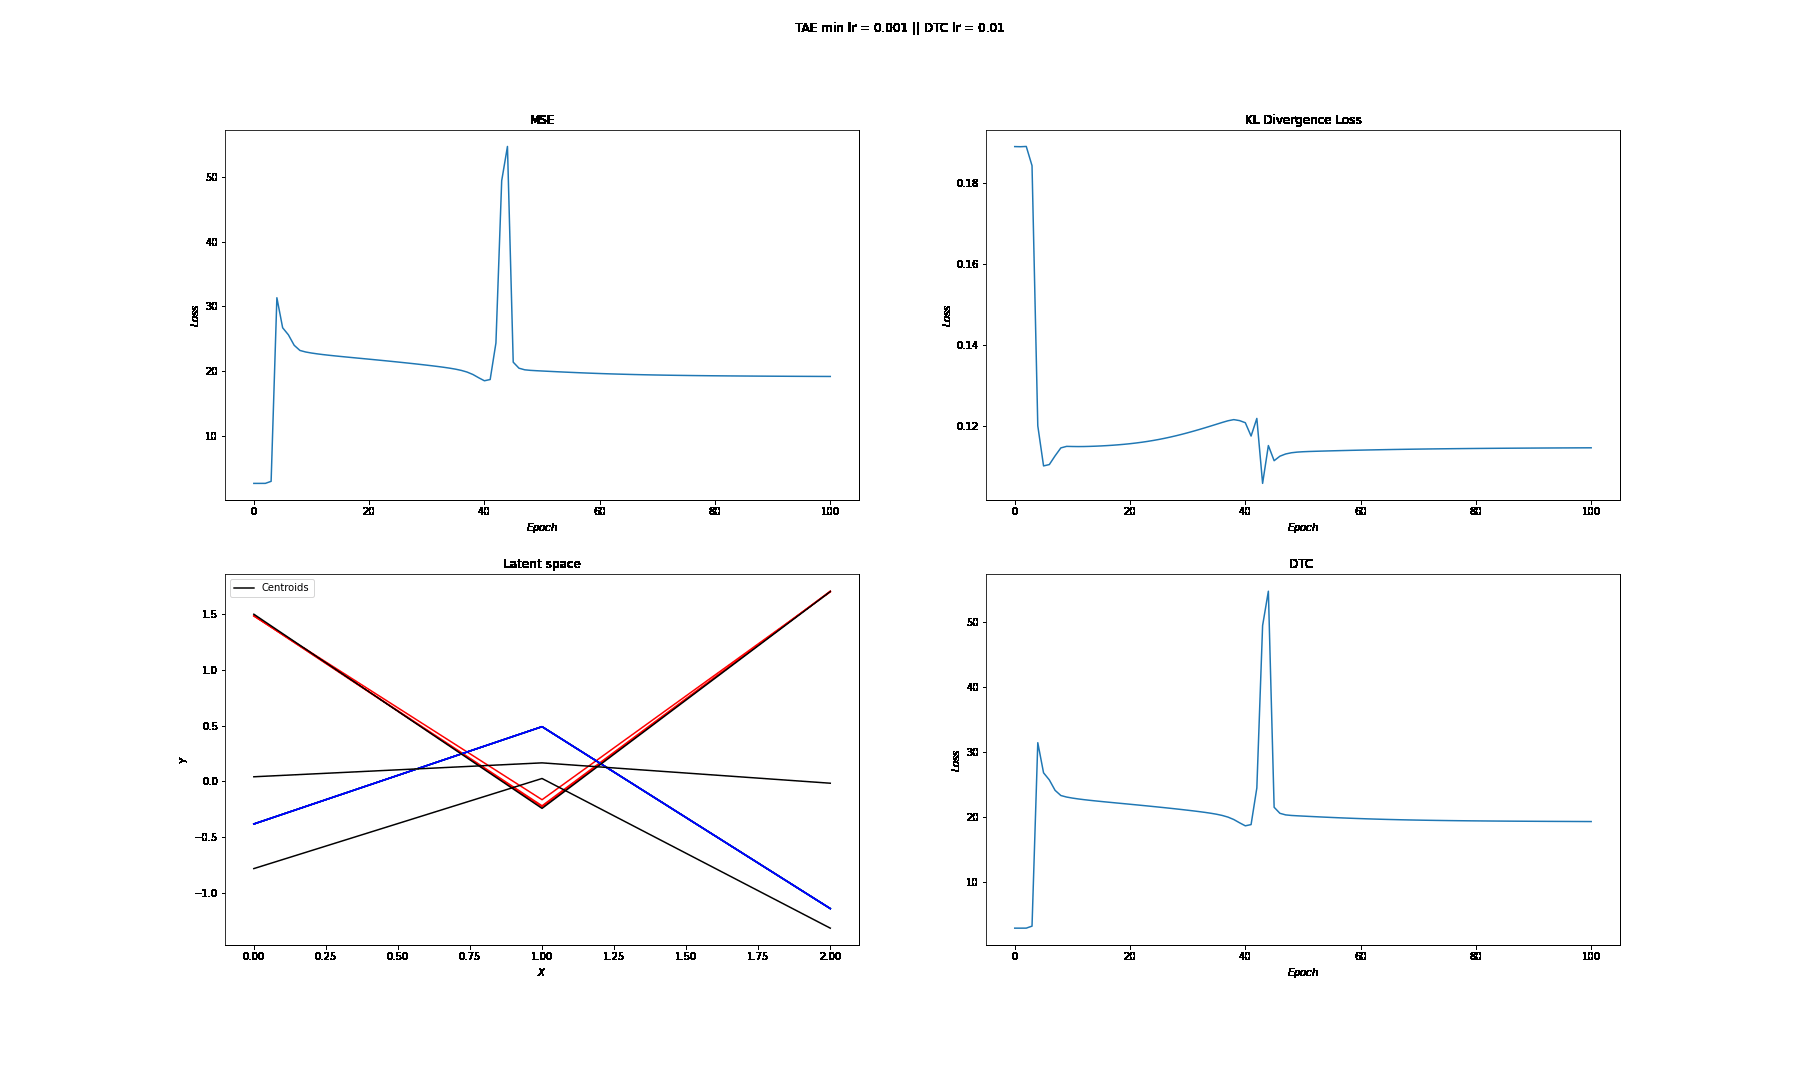 TAE min lr = 0.001 || DTC lr = 0.01
MSE
50
40
30
20
10
Loss
0 20 40 60 80 100
Epoch
KL Divergence Loss
0.18
0.16
0.14
0.12
Loss
0 20 40 60 80 100
Epoch
Latent space
Centroids
1.5
1.0
0.5
0.0
−0.5
−1.0
Y
0.00 0.25 0.50 0.75 1.00 1.25 1.50 1.75 2.00
X
DTC
50
40
30
20
10
Loss
0 20 40 60 80 100
Epoch